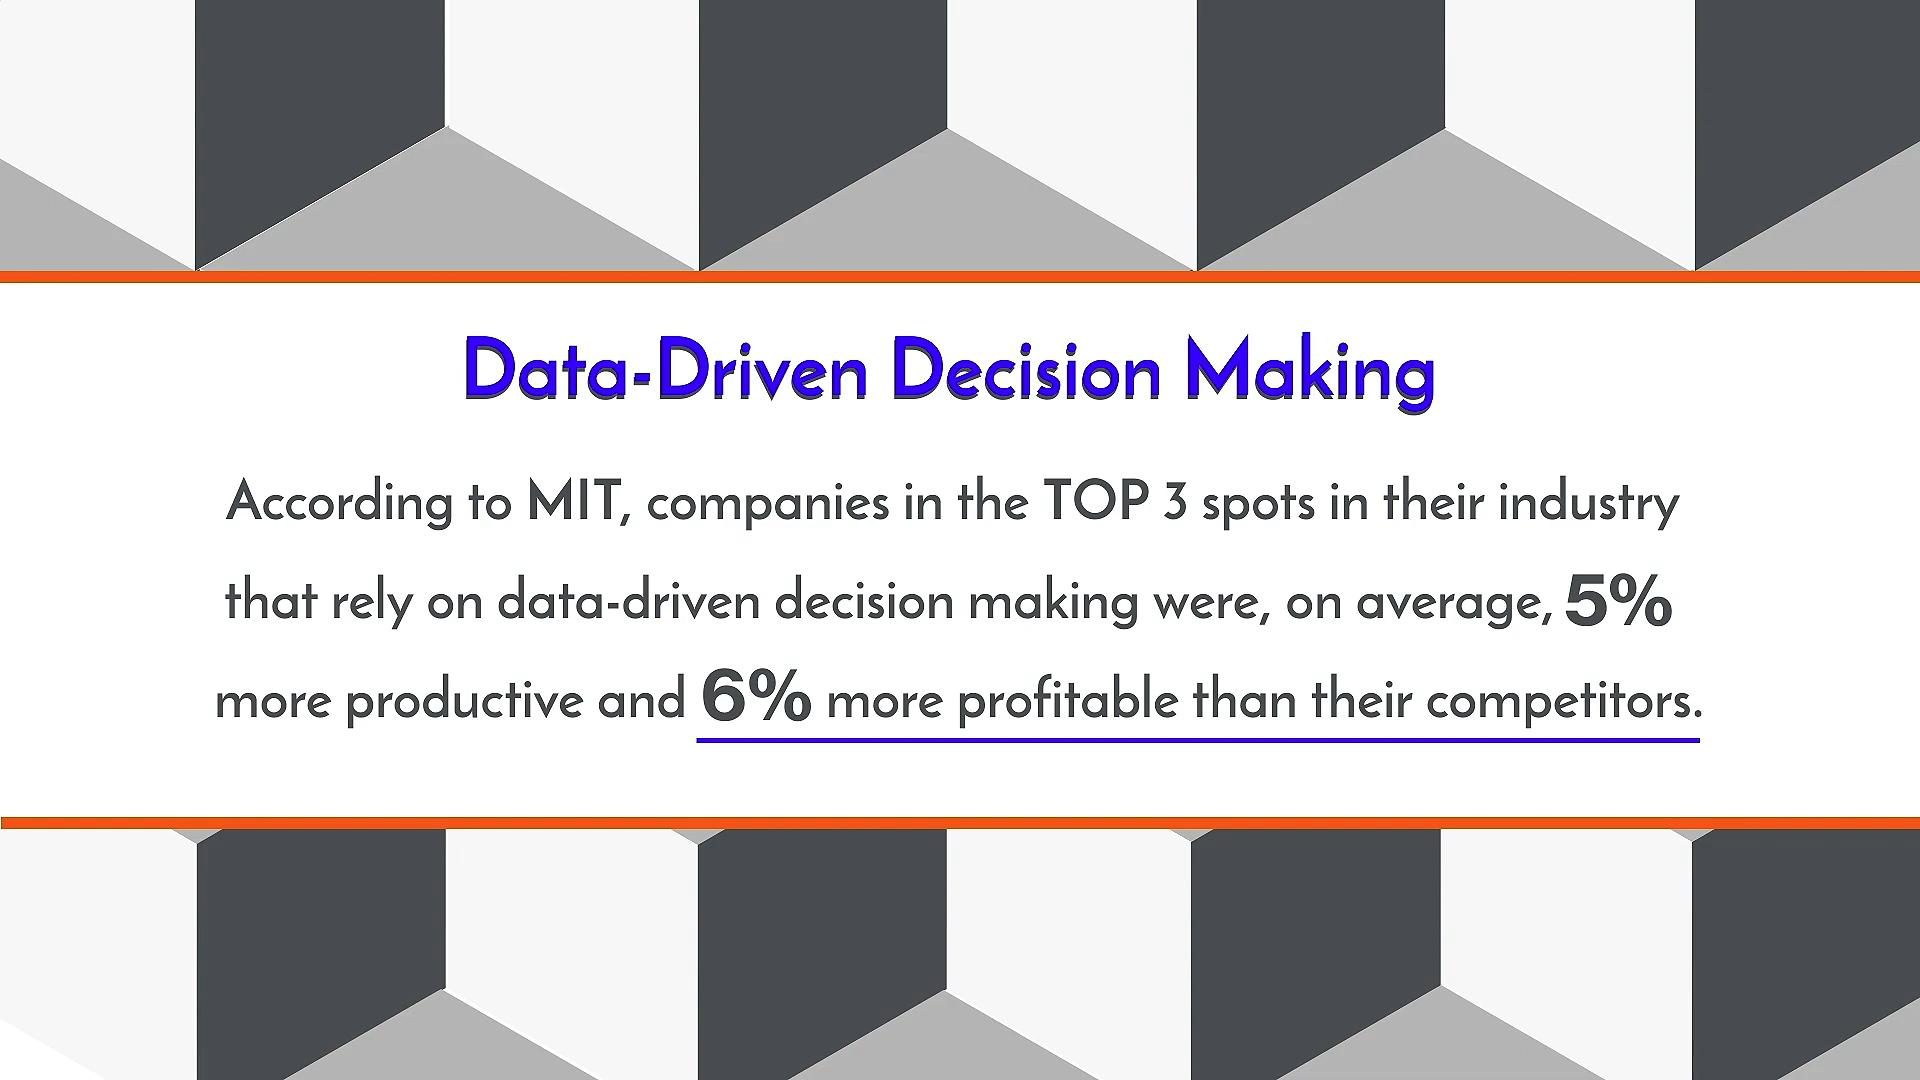 Data-Driven Decision Making
According to MIT, companies in the TOP 3 spots in their industry
that rely on data-driven decision making were, on average, 5%
more productive and 6% more profitable than their competitors.